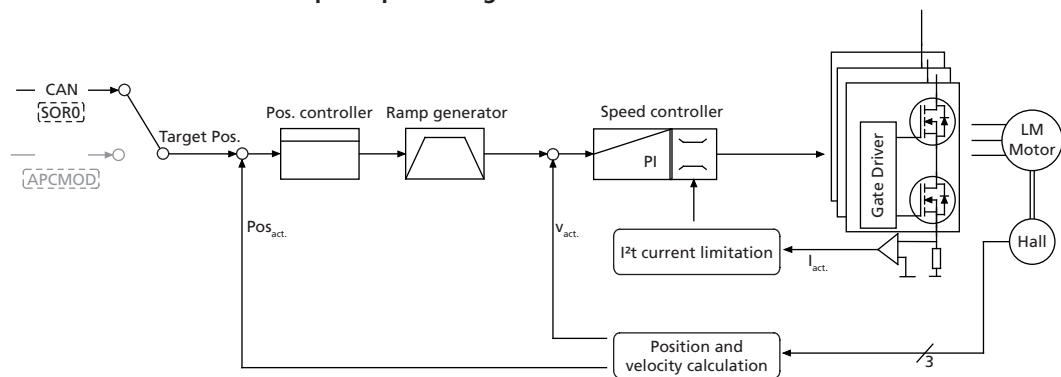 CAN
SOR0
Target Pos.
APCMOD
Pos. controller
Ramp generator
Speed controller
PI
Gate Driver
LM
Motor
Hall
Pos act.
v act.
I²t current limitation
I act.
Position and
velocity calculation
3